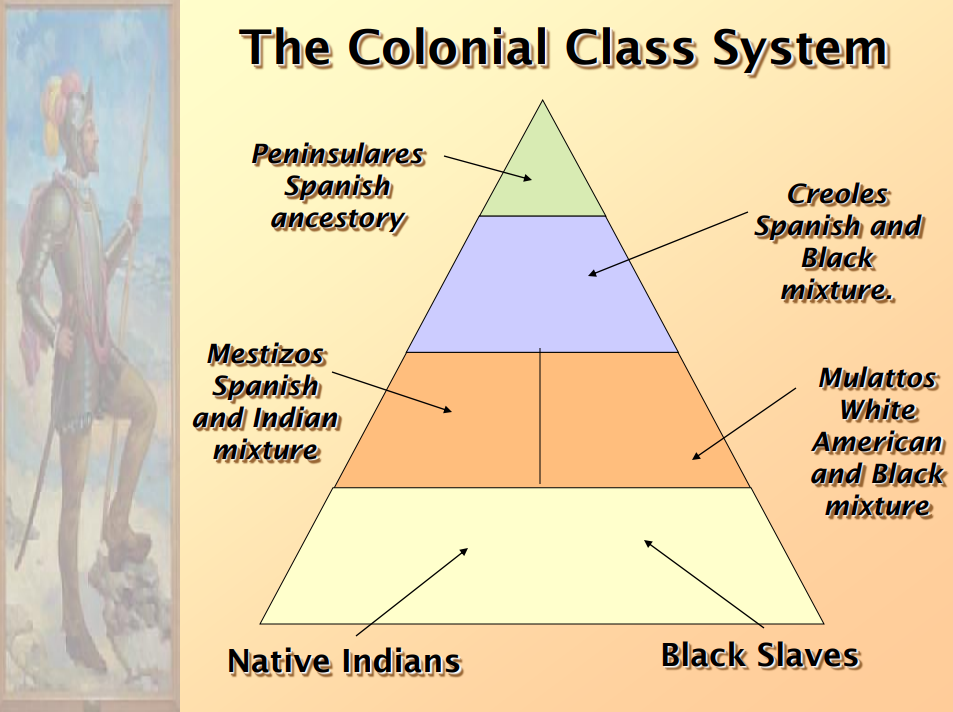 The Colonial Class System
Peninsulares
Spanish
ancestory
Creoles
Spanish and
Black
mixture.
Mestizos
Spanish
and Indian
mixture
Mulattos
White
American
and Black
mixture
Native Indians
Black Slaves